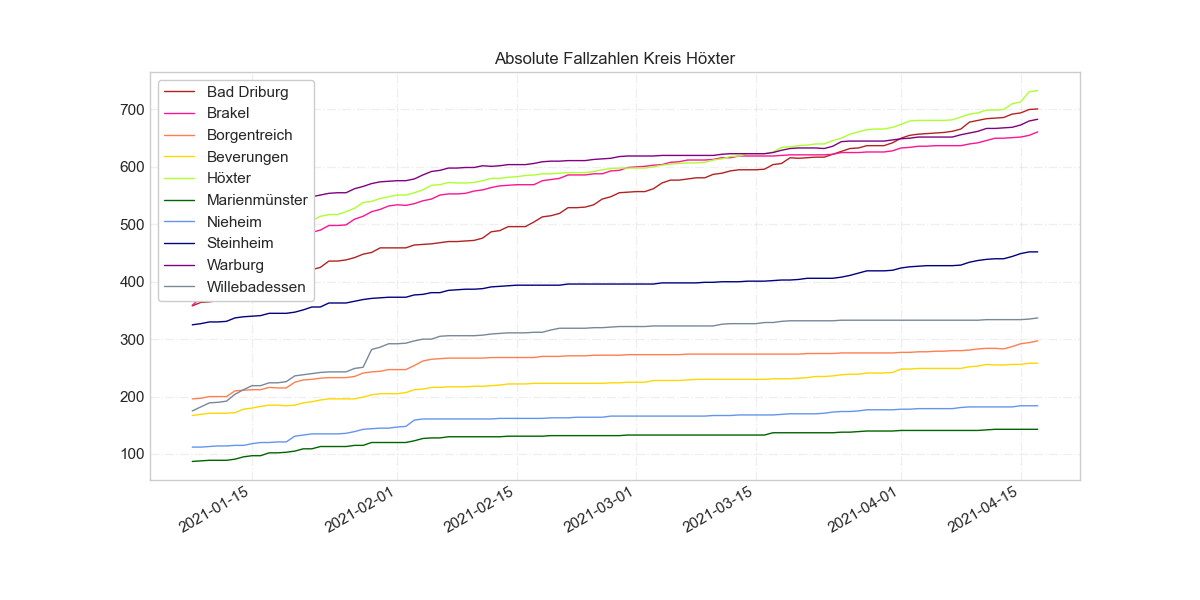 Absolute Fallzahlen Kreis Höxter
Bad Driburg
Brakel
Borgentreich
Beverungen
Höxter
Marienmünster
Nieheim
Steinheim
Warburg
Willebadessen
700
600
500
400
300
200
100
2021-01-15
2021-02-01
2021-02-15
2021-03-01
2021-03-15
2021-04-01
2021-04-15